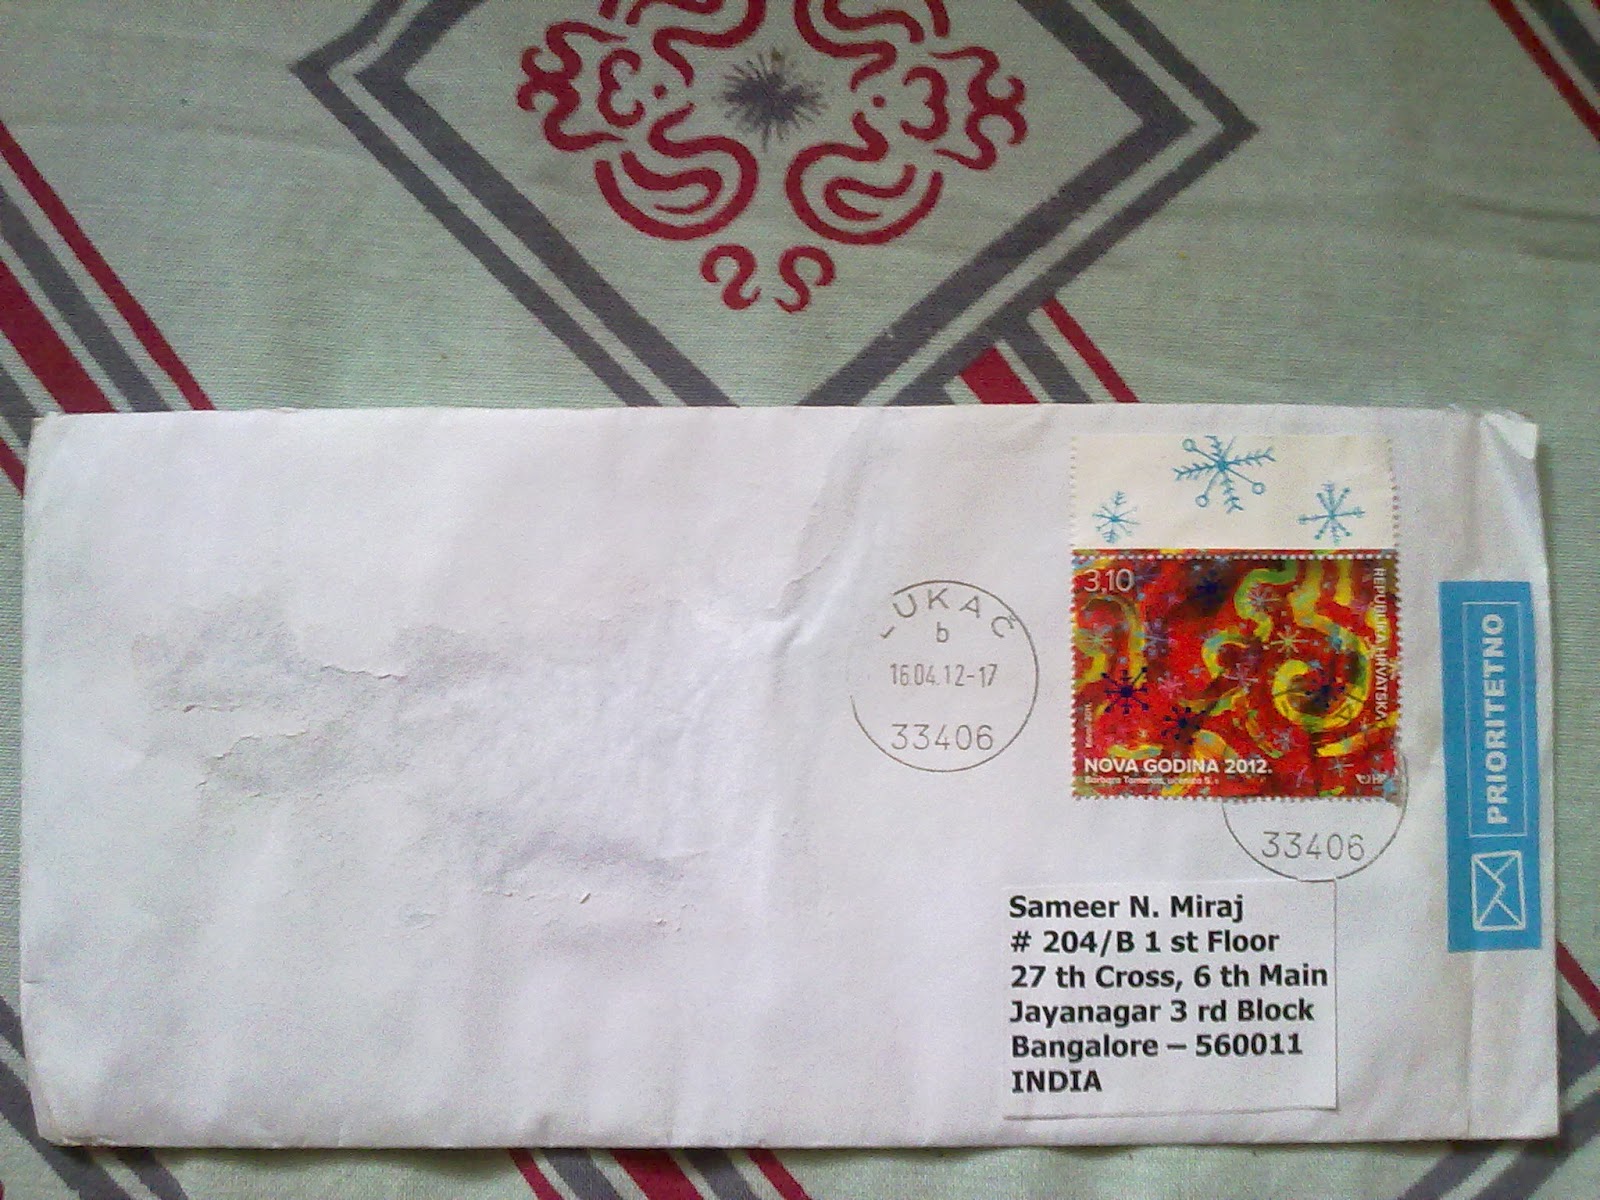 LUKAČ
b
16.04.12-17
33406
3,10
REPUBLIKA HRVATSKA
NOVA GODINA 2012.
PRIORITETNO
33406
Sameer N. Miraj
# 204/B 1 st Floor
27 th Cross, 6 th Main
Jayanagar 3 rd Block
Bangalore – 560011
INDIA